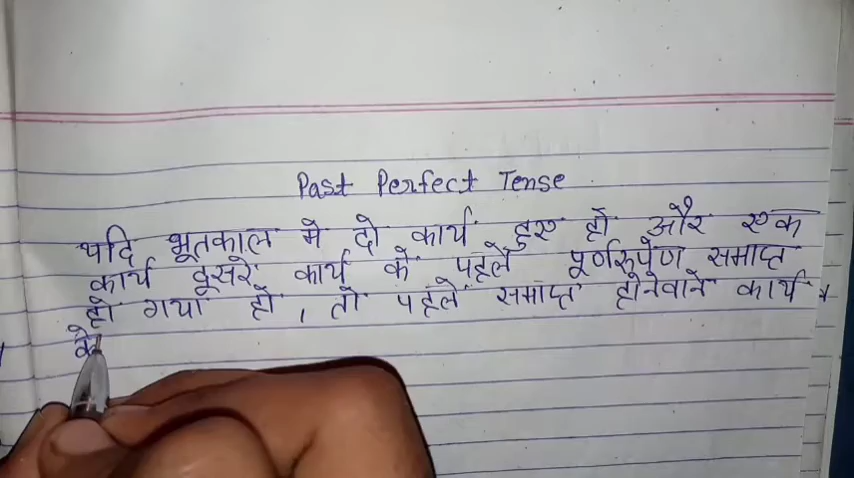 Past Perfect Tense
यदि भूतकाल मे दो कार्य हुए हो और एक
कार्य दूसरे कार्य के पहले पूर्णरूपेण समाप्त
हो गया हो, तो पहले समाप्त होनेवाले कार्य
के